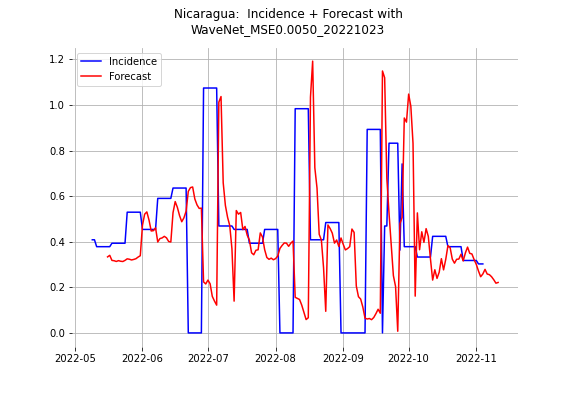 Nicaragua:  Incidence + Forecast with
WaveNet_MSE0.0050_20221023
Incidence
Forecast
1.2
1.0
0.8
0.6
0.4
0.2
0.0
2022-05 2022-06 2022-07 2022-08 2022-09 2022-10 2022-11